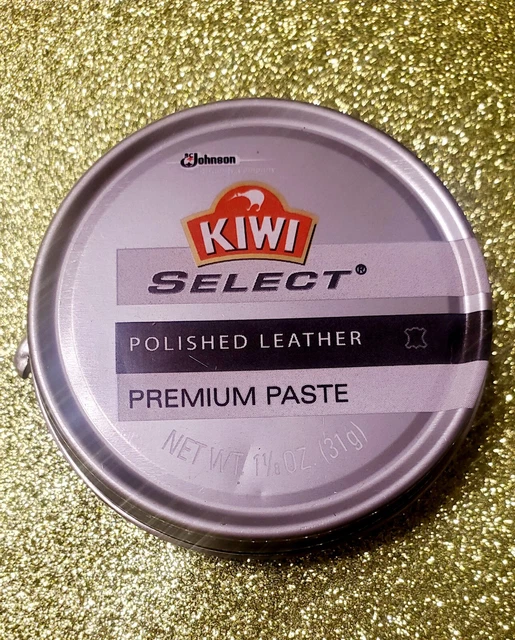 Johnson
KIWI
SELECT®
POLISHED LEATHER
PREMIUM PASTE
NET WT. 1⅛ OZ. (31g)